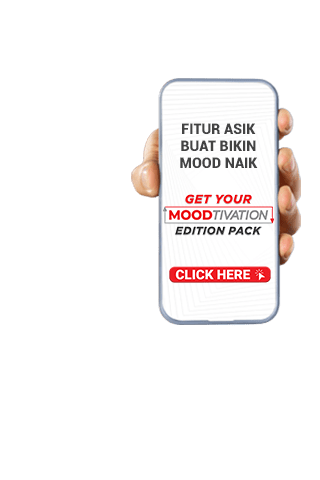 FITUR ASIK
BUAT BIKIN
MOOD NAIK
GET YOUR
MOODTIVATION
EDITION PACK
CLICK HERE